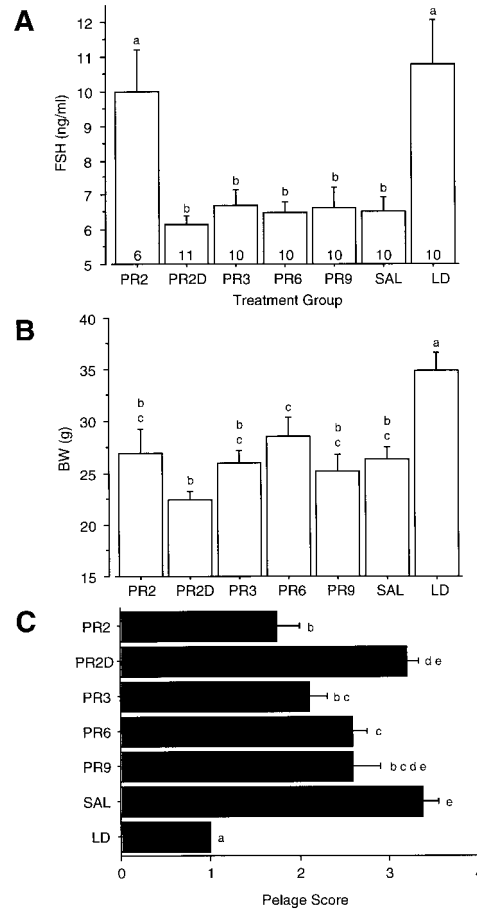 A
12
a
a
11
10
FSH (ng/ml)
9
8
7
b
b
b
b
b
6
5
6
11
10
10
10
10
10
PR2 PR2D PR3 PR6 PR9 SAL LD
Treatment Group
B
40
a
35
b
c
b
c
c
b
c
b
c
30
BW (g)
b
25
20
15
PR2 PR2D PR3 PR6 PR9 SAL LD
C
PR2
b
PR2D
d e
PR3
b c
PR6
c
PR9
b c d e
SAL
e
LD
a
0 1 2 3 4
Pelage Score